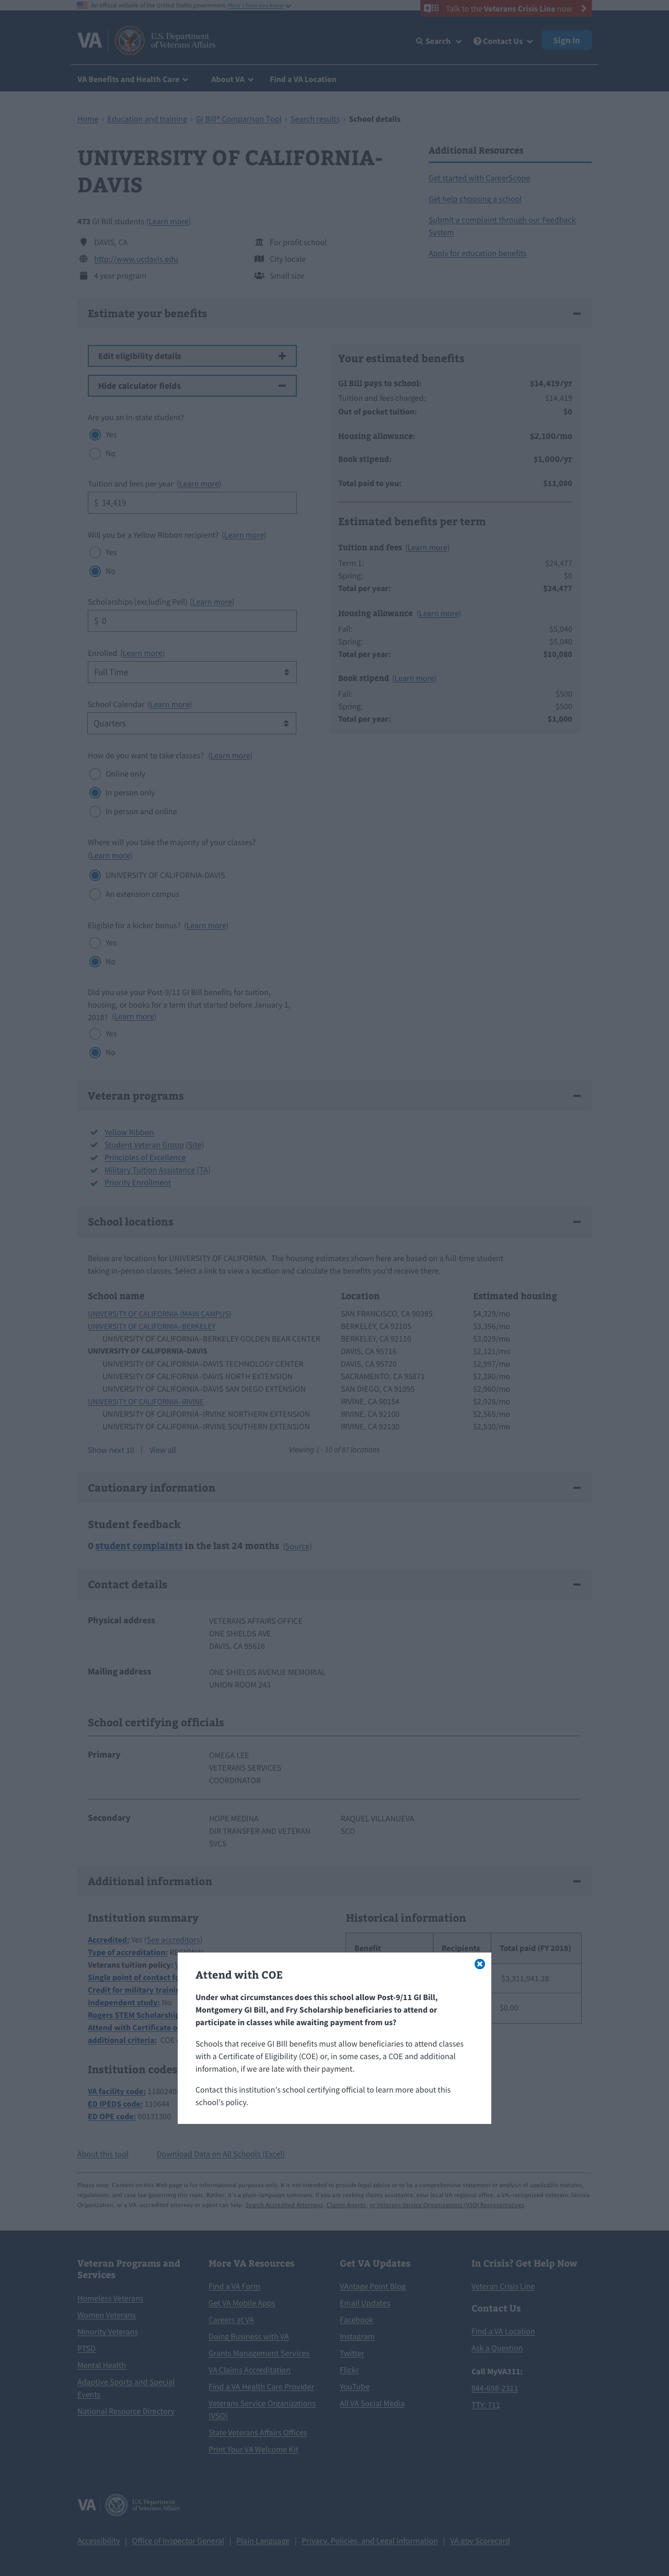 An official website of the United States government. Here's how you know
Talk to the Veterans Crisis Line now
VA
U.S. Department
of Veterans Affairs
Search
Contact Us
Sign In
VA Benefits and Health Care
About VA
Find a VA Location
Home › Education and training › GI Bill® Comparison Tool › Search results › School details
UNIVERSITY OF CALIFORNIA-
DAVIS
473 GI Bill students (Learn more)
DAVIS, CA
For profit school
http://www.ucdavis.edu
City locale
4 year program
Small size
Additional Resources
Get started with CareerScope
Get help choosing a school
Submit a complaint through our Feedback
System
Apply for education benefits
Estimate your benefits
Edit eligibility details
Hide calculator fields
Are you an in-state student?
Yes
No
Tuition and fees per year (Learn more)
$ 14,419
Will you be a Yellow Ribbon recipient? (Learn more)
Yes
No
Scholarships (excluding Pell) (Learn more)
$ 0
Enrolled (Learn more)
Full Time
School Calendar (Learn more)
Quarters
How do you want to take classes? (Learn more)
Online only
In person only
In person and online
Where will you take the majority of your classes?
(Learn more)
UNIVERSITY OF CALIFORNIA-DAVIS
An extension campus
Eligible for a kicker bonus? (Learn more)
Yes
No
Did you use your Post-9/11 GI Bill benefits for tuition,
housing, or books for a term that started before January 1,
2018? (Learn more)
Yes
No
Your estimated benefits
GI Bill pays to school: $14,419/yr
Tuition and fees charged: $14,419
Out of pocket tuition: $0
Housing allowance: $2,100/mo
Book stipend: $1,000/yr
Total paid to you: $11,080
Estimated benefits per term
Tuition and fees (Learn more)
Term 1: $24,477
Spring: $0
Total per year: $24,477
Housing allowance (Learn more)
Fall: $5,040
Spring: $5,040
Total per year: $10,080
Book stipend (Learn more)
Fall: $500
Spring: $500
Total per year: $1,000
Veteran programs
Yellow Ribbon
Student Veteran Group (Site)
Principles of Excellence
Military Tuition Assistance (TA)
Priority Enrollment
School locations
Below are locations for UNIVERSITY OF CALIFORNIA. The housing estimates shown here are based on a full-time student
taking in-person classes. Select a link to view a location and calculate the benefits you'd receive there.
School name Location Estimated housing
UNIVERSITY OF CALIFORNIA (MAIN CAMPUS) SAN FRANCISCO, CA 90385 $4,329/mo
UNIVERSITY OF CALIFORNIA–BERKELEY BERKELEY, CA 92105 $3,356/mo
UNIVERSITY OF CALIFORNIA–BERKELEY GOLDEN BEAR CENTER BERKELEY, CA 92110 $3,029/mo
UNIVERSITY OF CALIFORNIA–DAVIS DAVIS, CA 95716 $2,121/mo
UNIVERSITY OF CALIFORNIA–DAVIS TECHNOLOGY CENTER DAVIS, CA 95720 $2,997/mo
UNIVERSITY OF CALIFORNIA–DAVIS NORTH EXTENSION SACRAMENTO, CA 95871 $2,280/mo
UNIVERSITY OF CALIFORNIA–DAVIS SAN DIEGO EXTENSION SAN DIEGO, CA 91095 $2,960/mo
UNIVERSITY OF CALIFORNIA–IRVINE IRVINE, CA 90154 $2,928/mo
UNIVERSITY OF CALIFORNIA–IRVINE NORTHERN EXTENSION IRVINE, CA 92100 $2,565/mo
UNIVERSITY OF CALIFORNIA–IRVINE SOUTHERN EXTENSION IRVINE, CA 92130 $2,530/mo
Show next 10 | View all
Viewing 1 - 10 of 87 locations
Cautionary information
Student feedback
0 student complaints in the last 24 months (Source)
Contact details
Physical address
VETERANS AFFAIRS OFFICE
ONE SHIELDS AVE
DAVIS, CA 95616
Mailing address
ONE SHIELDS AVENUE MEMORIAL
UNION ROOM 243
School certifying officials
Primary
OMEGA LEE
VETERANS SERVICES
COORDINATOR
Secondary
HOPE MEDINA
DIR TRANSFER AND VETERAN
SVCS
RAQUEL VILLANUEVA
SCO
Additional information
Institution summary
Accredited: Yes (See accreditors)
Type of accreditation:
Veterans tuition policy:
Single point of contact
Credit for military
Independent study: No
Rogers STEM
Attend with Certificate
additional criteria: COE
Institution codes
VA facility code:
ED IPEDS code: 110644
ED OPE code: 00131300
Historical information
Benefit Recipients Total paid (FY 2018)
$3,311,941.28
$0.00
Attend with COE
Under what circumstances does this school allow Post-9/11 GI Bill,
Montgomery GI Bill, and Fry Scholarship beneficiaries to attend or
participate in classes while awaiting payment from us?
Schools that receive GI BIll benefits must allow beneficiaries to attend classes
with a Certificate of Eligibility (COE) or, in some cases, a COE and additional
information, if we are late with their payment.
Contact this institution's school certifying official to learn more about this
school's policy.
About this tool
Download Data on All Schools (Excel)
Please note: Content on this Web page is for informational purposes only. It is not intended to provide legal advice or to be a comprehensive statement or analysis of applicable statutes,
regulations, and case law governing this topic. Rather, it's a plain-language summary. If you are seeking claims assistance, your local VA regional office, a VA-recognized Veterans Service
Organization, or a VA-accredited attorney or agent can help. Search Accredited Attorneys, Claims Agents, or Veterans Service Organizations (VSO) Representatives.
Veteran Programs and
Services
Homeless Veterans
Women Veterans
Minority Veterans
PTSD
Mental Health
Adaptive Sports and Special
Events
National Resource Directory
More VA Resources
Find a VA Form
Get VA Mobile Apps
Careers at VA
Doing Business with VA
Grants Management Services
VA Claims Accreditation
Find a VA Health Care Provider
Veterans Service Organizations
(VSO)
State Veterans Affairs Offices
Print Your VA Welcome Kit
Get VA Updates
VAntage Point Blog
Email Updates
Facebook
Instagram
Twitter
Flickr
YouTube
All VA Social Media
In Crisis? Get Help Now
Veteran Crisis Line
Contact Us
Find a VA Location
Ask a Question
Call MyVA311:
844-698-2311
TTY: 711
VA
U.S. Department
of Veterans Affairs
Accessibility | Office of Inspector General | Plain Language | Privacy, Policies, and Legal Information | VA.gov Scorecard